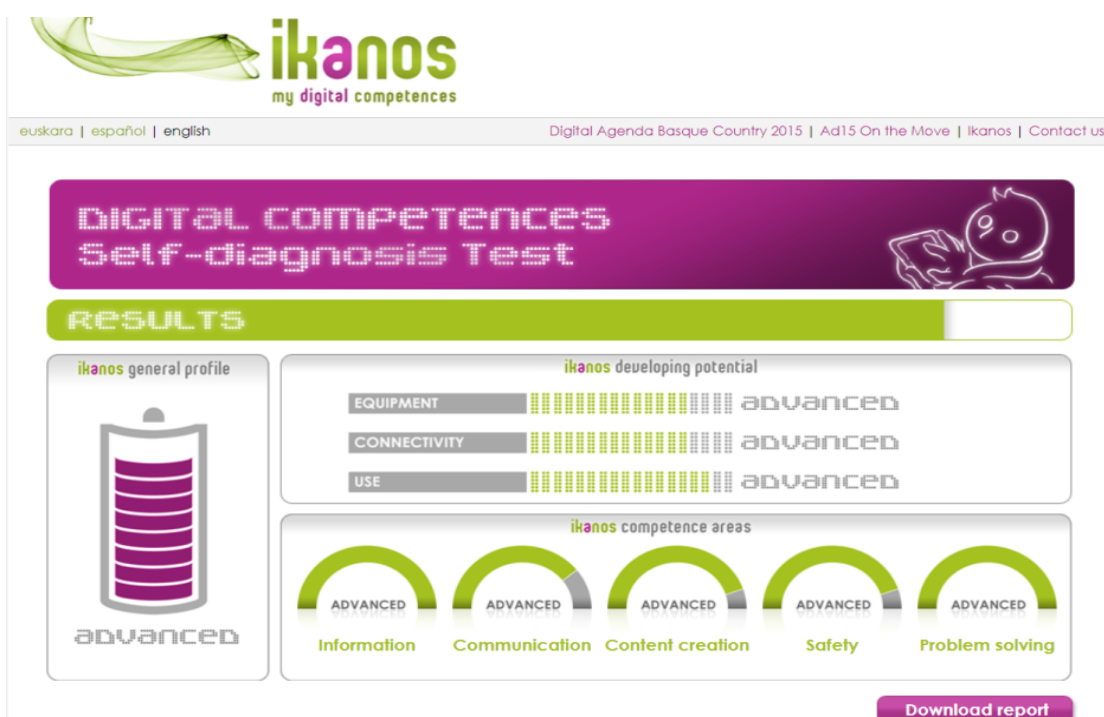 ikanos
my digital competences
euskara | español | english
Digital Agenda Basque Country 2015 | Ad15 On the Move | Ikanos | Contact us
DIGITAL COMPETENCES
Self-diagnosis Test
RESULTS
ikanos general profile
ADVANCED
ikanos developing potential
EQUIPMENT ADVANCED
CONNECTIVITY ADVANCED
USE ADVANCED
ikanos competence areas
ADVANCED ADVANCED ADVANCED ADVANCED ADVANCED
Information Communication Content creation Safety Problem solving
Download report